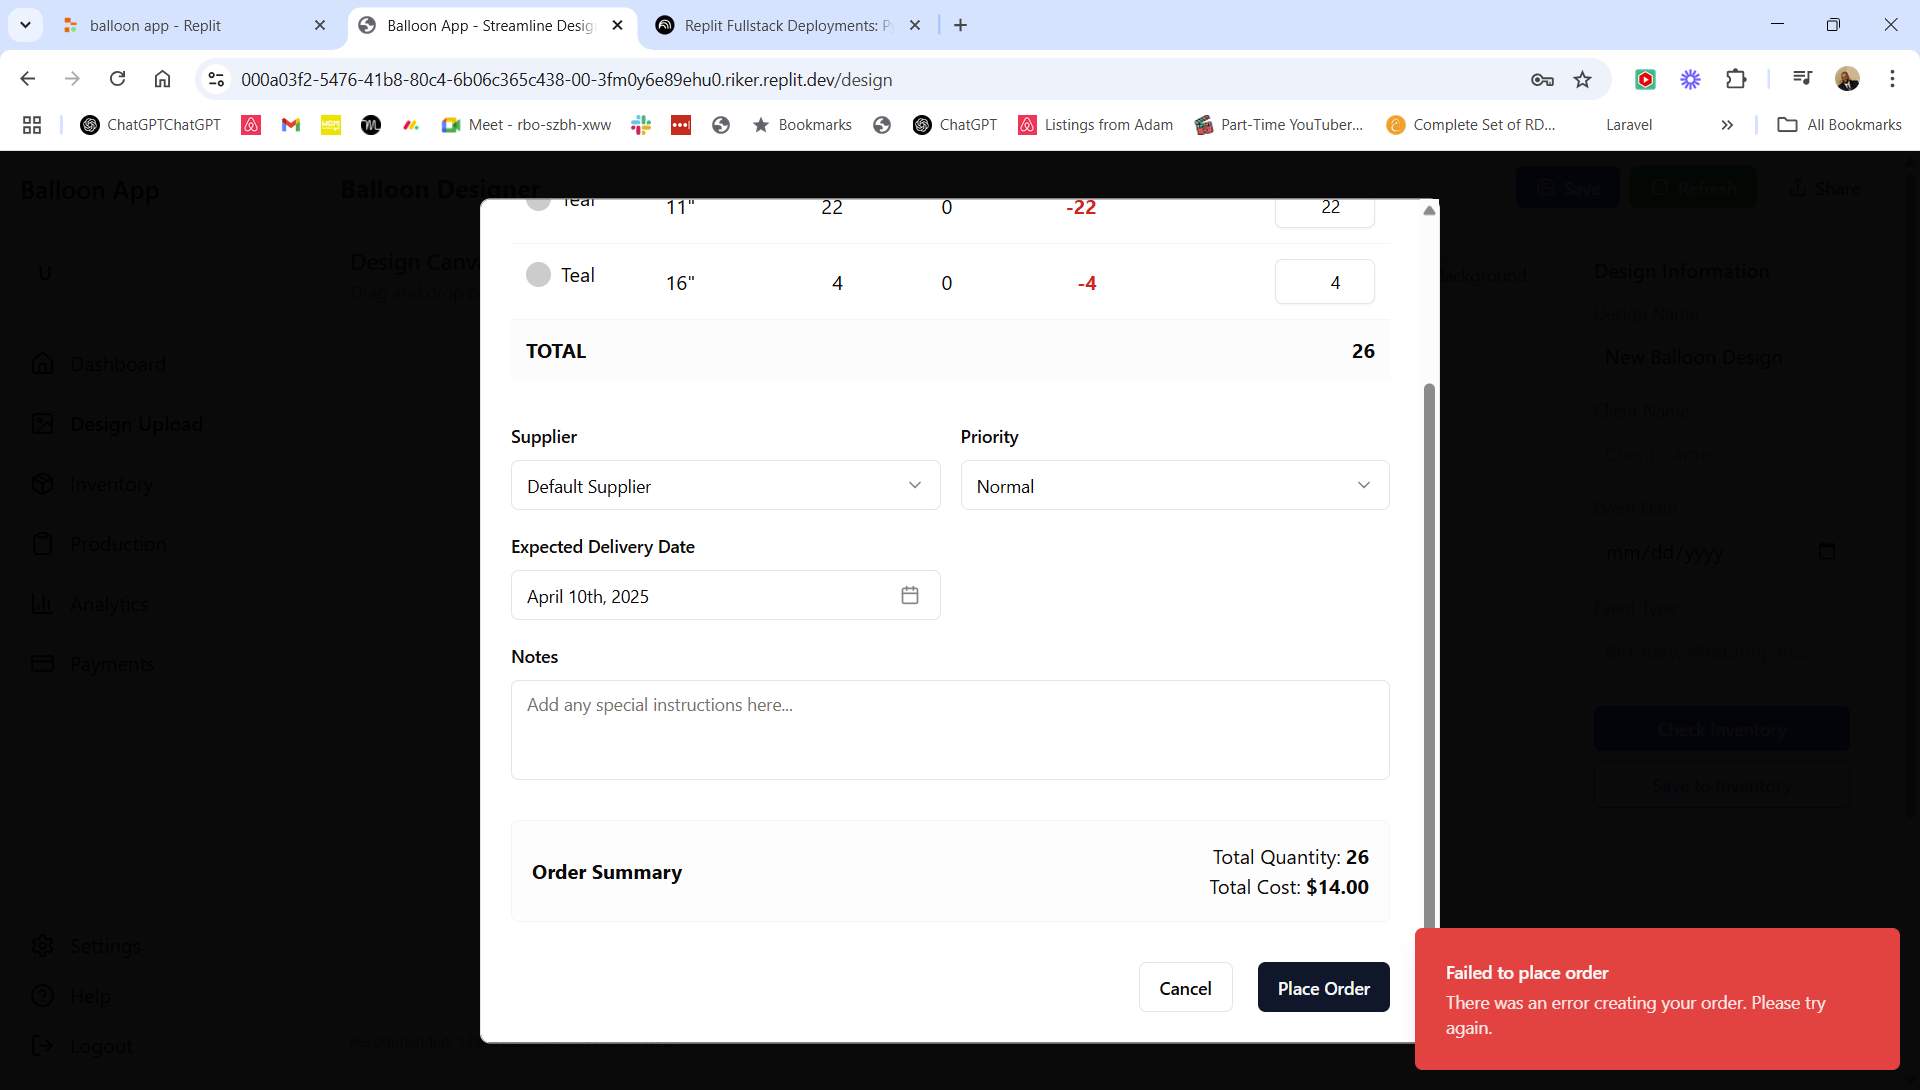 balloon app - Replit
Balloon App - Streamline Desig
Replit Fullstack Deployments: P
000a03f2-5476-41b8-80c4-6b06c365c438-00-3fm0y6e89ehu0.riker.replit.dev/design
ChatGPTChatGPT
Meet - rbo-szbh-xww
Bookmarks
ChatGPT
Listings from Adam
Part-Time YouTuber...
Complete Set of RD...
Laravel
All Bookmarks
Balloon App
U
Dashboard
Design Upload
Inventory
Production
Analytics
Payments
Settings
Help
Logout
Balloon Designer
Save
Refresh
Share
Design Canva
Drag and drop b
Background
Teal 11" 22 0 -22 22
Teal 16" 4 0 -4 4
TOTAL 26
Supplier
Default Supplier
Priority
Normal
Expected Delivery Date
April 10th, 2025
Notes
Add any special instructions here...
Order Summary
Total Quantity: 26
Total Cost: $14.00
Cancel
Place Order
Design Information
Design Name
New Balloon Design
Client Name
Client name
Event Date
mm/dd/yyyy
Event Type
Birthday, Wedding, etc.
Check Inventory
Save to Inventory
Recommended:
Failed to place order
There was an error creating your order. Please try
again.